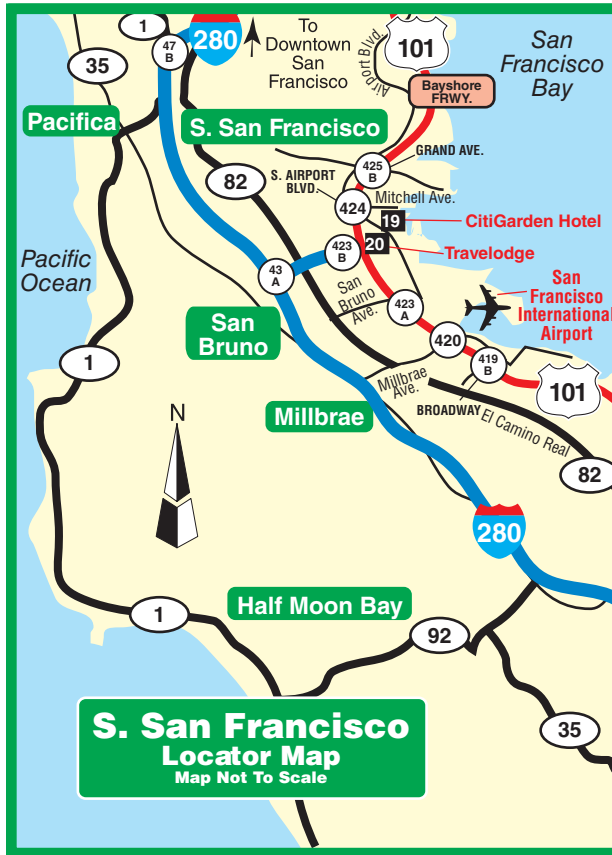 1
47
B
280
To
Downtown
San
Francisco
Airport Blvd.
101
San
Francisco
Bay
35
Bayshore
FRWY.
Pacifica
S. San Francisco
GRAND AVE.
425
B
S. AIRPORT
BLVD.
82
Mitchell Ave.
424
19
CitiGarden Hotel
423
B
20
Travelodge
Pacific
Ocean
43
A
San
Bruno
Ave.
San
Francisco
International
Airport
423
A
San
Bruno
420
419
B
1
Millbrae
Ave.
101
Millbrae
BROADWAY
El Camino Real
N
82
280
Half Moon Bay
1
92
S. San Francisco
Locator Map
Map Not To Scale
35